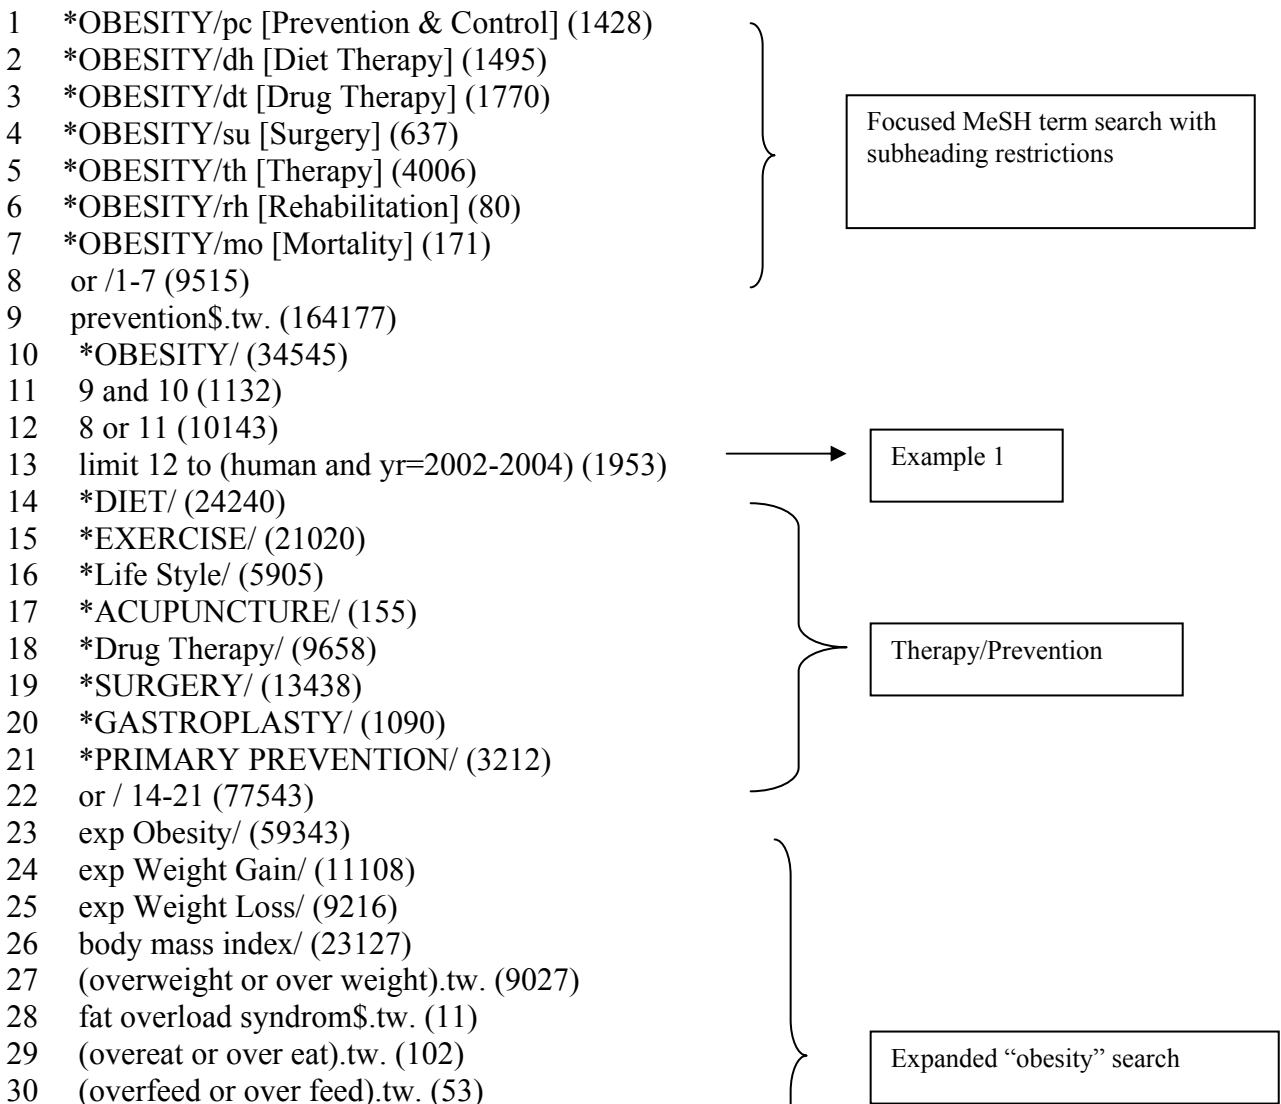 1 *OBESITY/pc [Prevention & Control] (1428)
2 *OBESITY/dh [Diet Therapy] (1495)
3 *OBESITY/dt [Drug Therapy] (1770)
4 *OBESITY/su [Surgery] (637)
5 *OBESITY/th [Therapy] (4006)
6 *OBESITY/rh [Rehabilitation] (80)
7 *OBESITY/mo [Mortality] (171)
8 or /1-7 (9515)
Focused MeSH term search with
subheading restrictions
9 prevention$.tw. (164177)
10 *OBESITY/ (34545)
11 9 and 10 (1132)
12 8 or 11 (10143)
13 limit 12 to (human and yr=2002-2004) (1953)
Example 1
14 *DIET/ (24240)
15 *EXERCISE/ (21020)
16 *Life Style/ (5905)
17 *ACUPUNCTURE/ (155)
18 *Drug Therapy/ (9658)
19 *SURGERY/ (13438)
20 *GASTROPLASTY/ (1090)
21 *PRIMARY PREVENTION/ (3212)
22 or / 14-21 (77543)
Therapy/Prevention
23 exp Obesity/ (59343)
24 exp Weight Gain/ (11108)
25 exp Weight Loss/ (9216)
26 body mass index/ (23127)
27 (overweight or over weight).tw. (9027)
28 fat overload syndrom$.tw. (11)
29 (overeat or over eat).tw. (102)
30 (overfeed or over feed).tw. (53)
Expanded “obesity” search